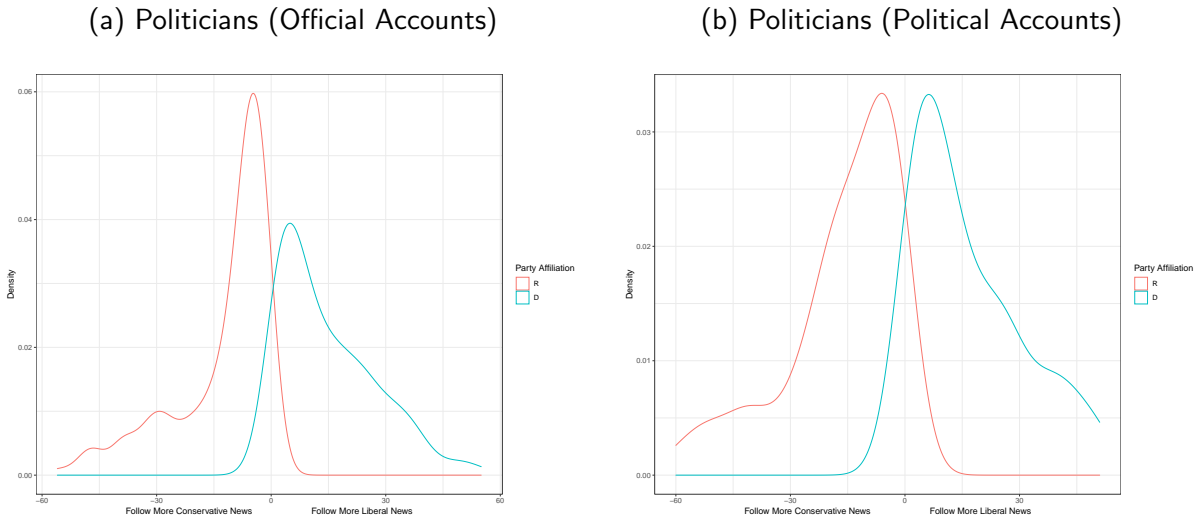 (a) Politicians (Official Accounts)
0.06
0.04
0.02
0.00
Density
−60
−30
0
30
60
Follow More Conservative News
Follow More Liberal News
Party Affiliation
R
D
(b) Politicians (Political Accounts)
0.03
0.02
0.01
0.00
Density
−60
−30
0
30
Follow More Conservative News
Follow More Liberal News
Party Affiliation
R
D